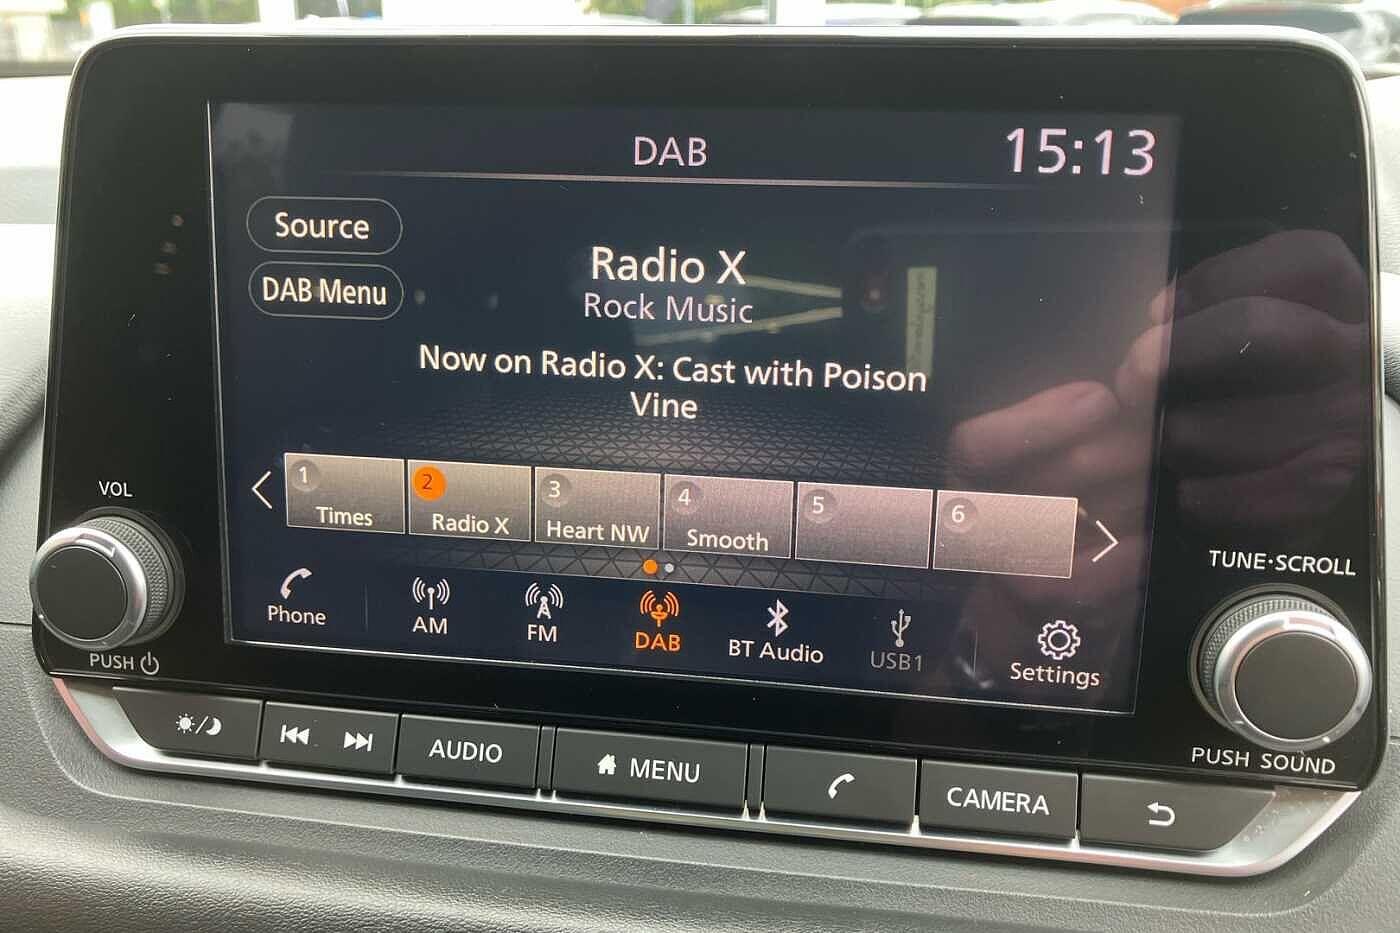 DAB
15:13
Source
DAB Menu
Radio X
Rock Music
Now on Radio X: Cast with Poison
Vine
1
Times
2
Radio X
3
Heart NW
4
Smooth
5
6
Phone
AM
FM
DAB
BT Audio
USB1
Settings
VOL
PUSH
TUNE·SCROLL
PUSH SOUND
AUDIO
MENU
CAMERA